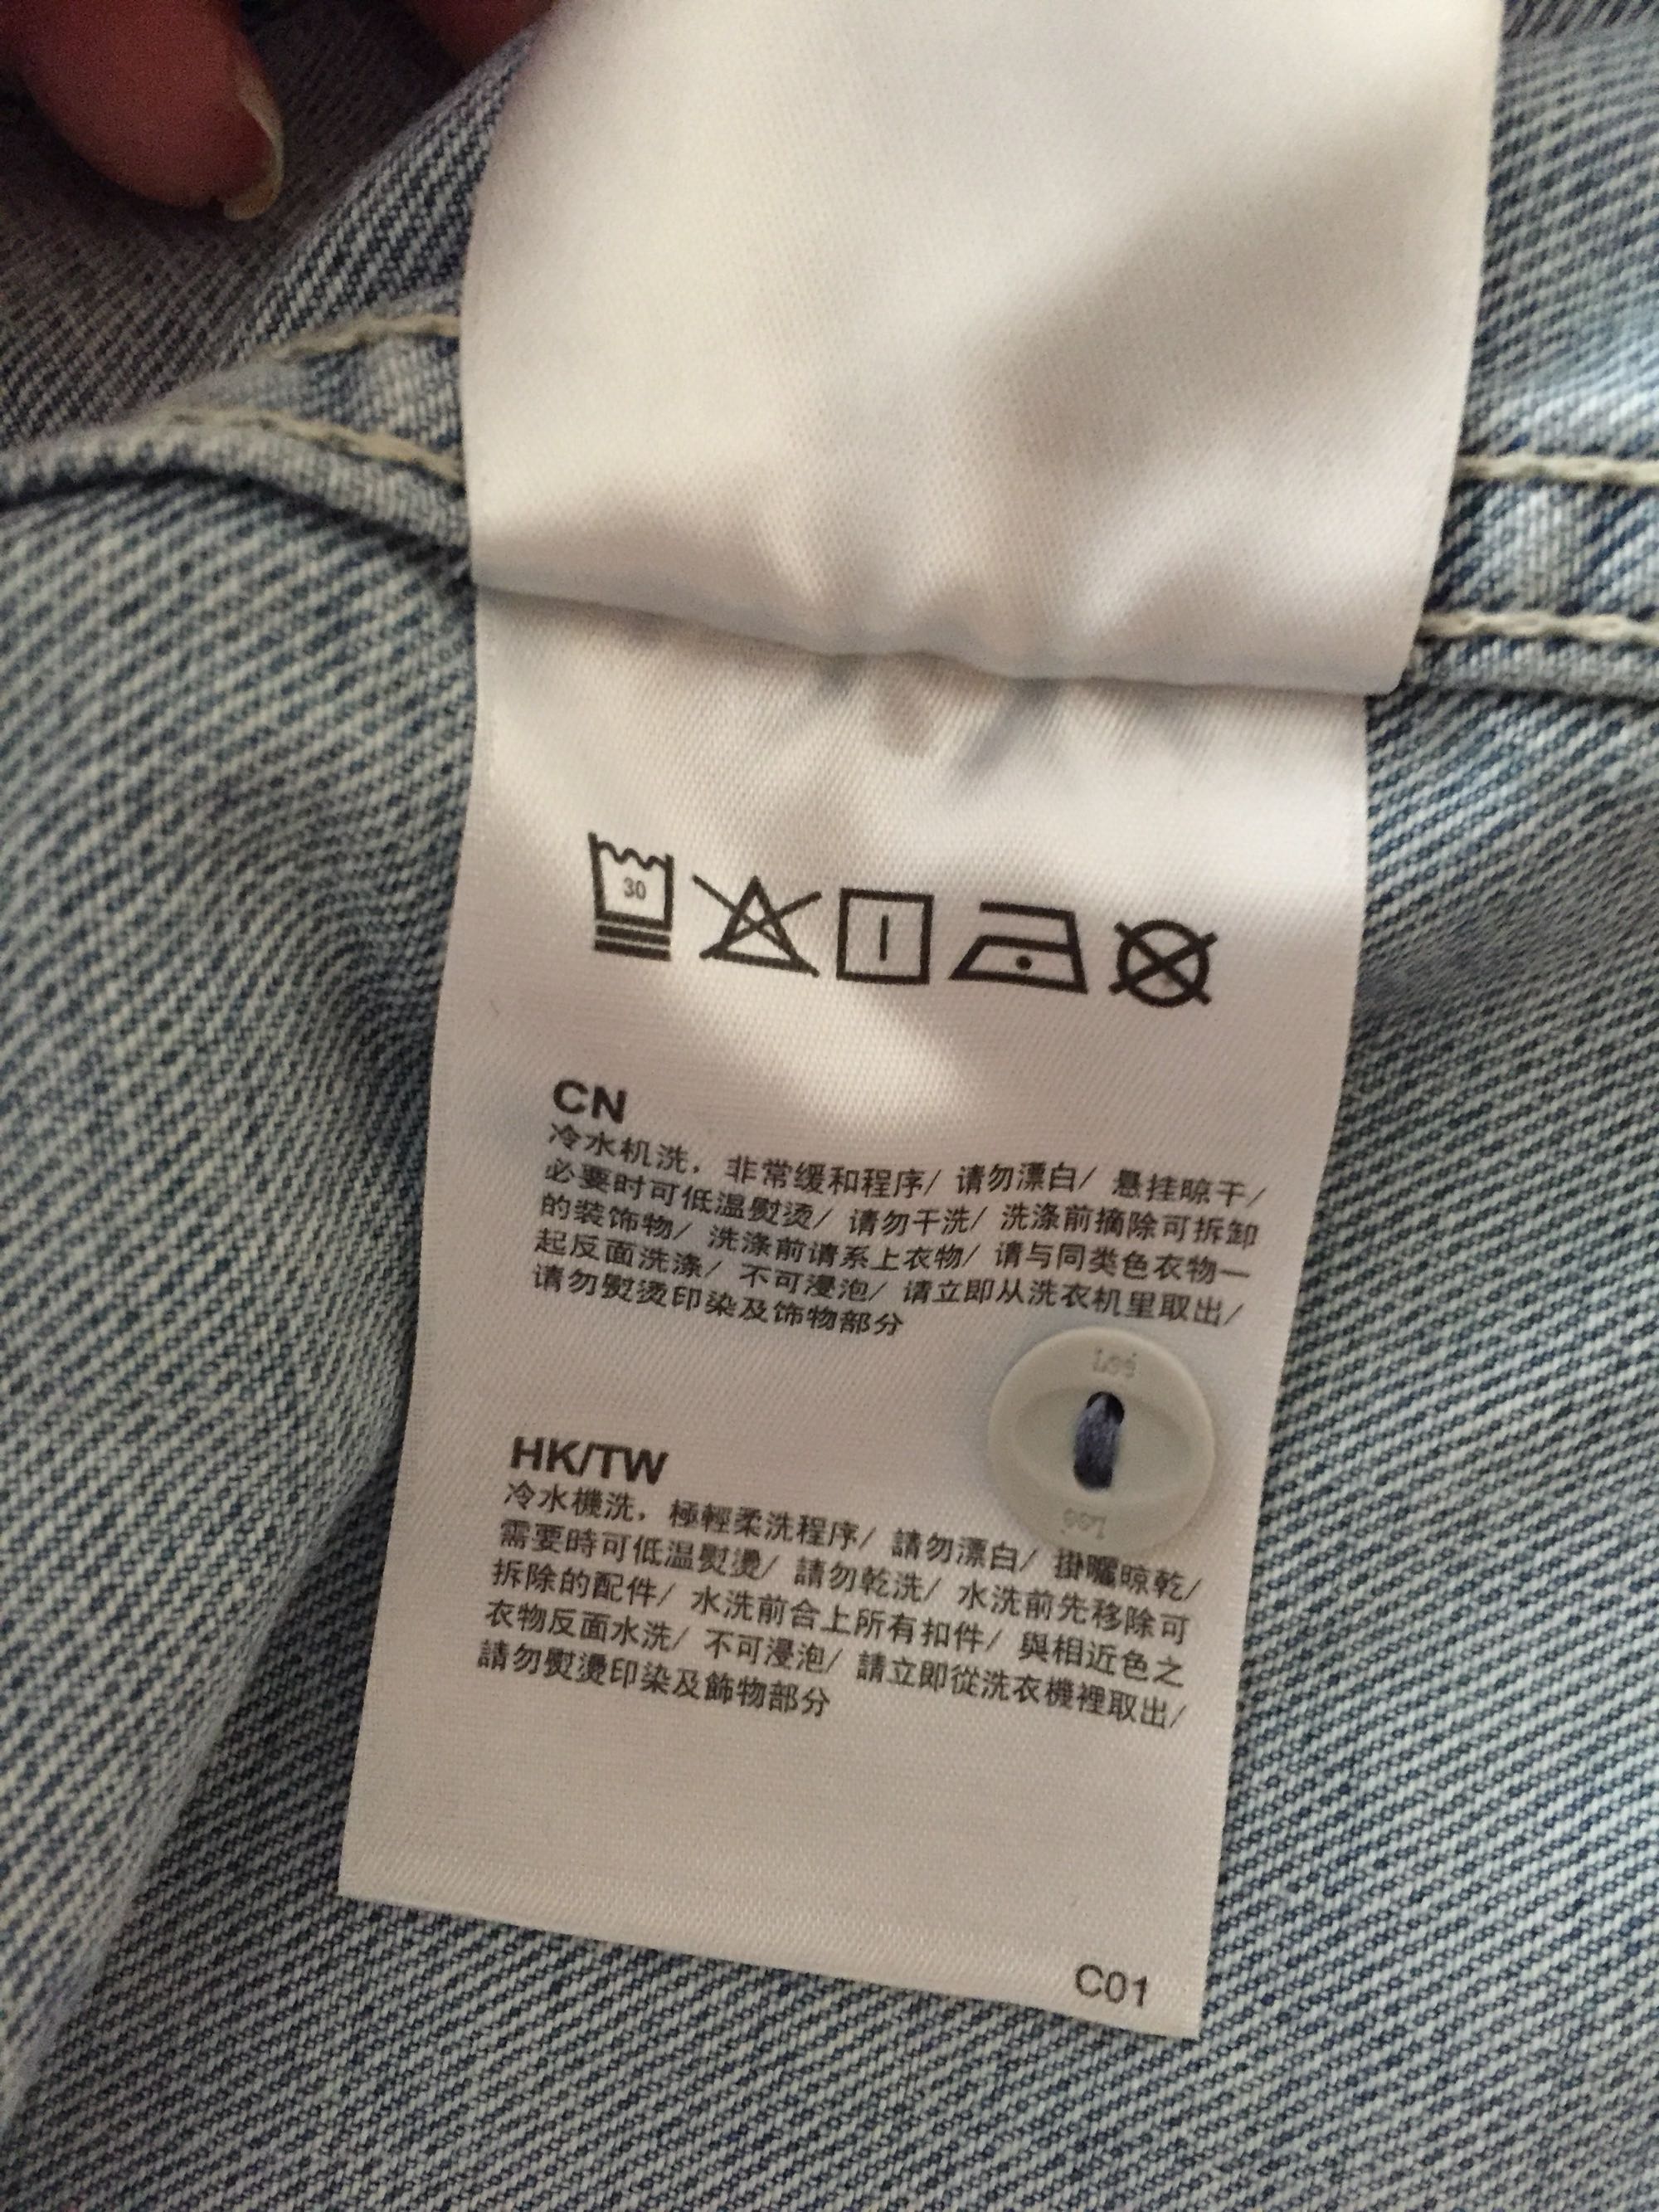 30
CN
冷水机洗，非常缓和程序/ 请勿漂白/ 悬挂晾干/
必要时可低温熨烫/ 请勿干洗/ 洗涤前摘除可拆卸
的装饰物/ 洗涤前请系上衣物/ 请与同类色衣物一
起反面洗涤/ 不可浸泡/ 请立即从洗衣机里取出/
请勿熨烫印染及饰物部分
Lee
Lee
HK/TW
冷水機洗，極輕柔洗程序/ 請勿漂白/ 掛曬晾乾/
需要時可低温熨燙/ 請勿乾洗/ 水洗前先移除可
拆除的配件/ 水洗前合上所有扣件/ 與相近色之
衣物反面水洗/ 不可浸泡/ 請立即從洗衣機裡取出/
請勿熨燙印染及飾物部分
C01